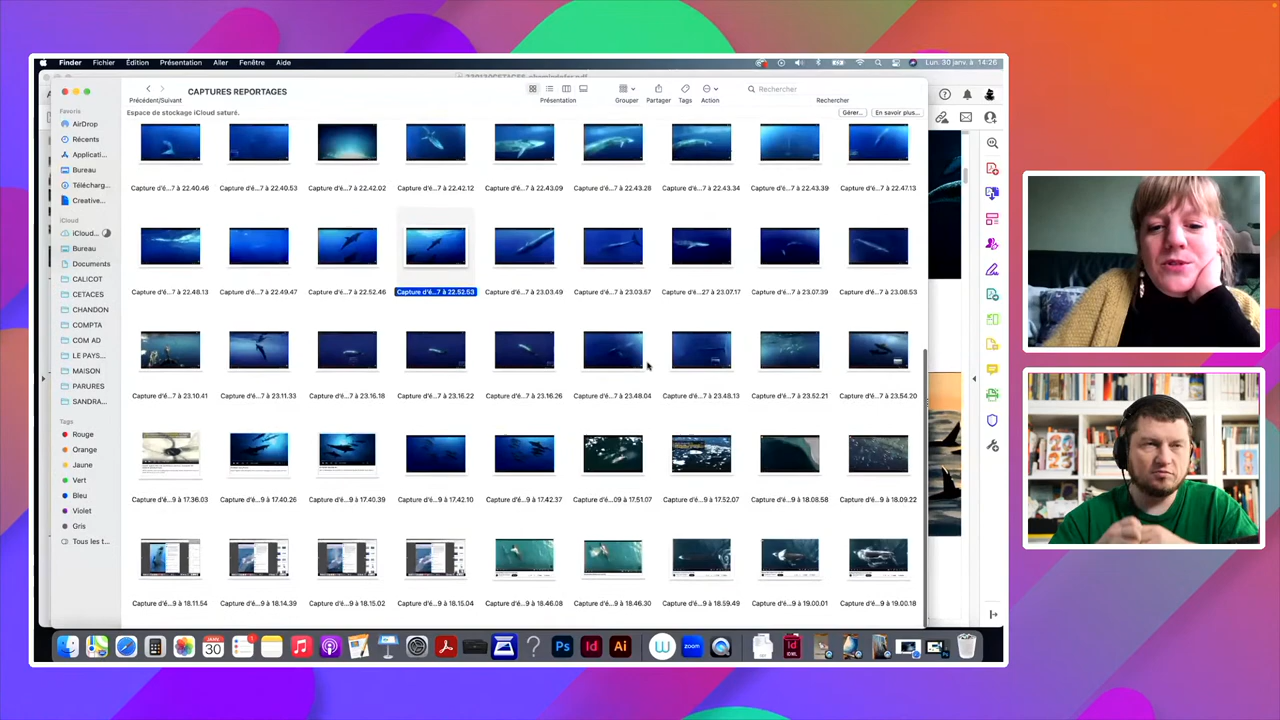 Finder Fichier Édition Présentation Aller Fenêtre Aide Lun. 30 janv. à 14:26
CAPTURES REPORTAGES
Rechercher
Précédent/Suivant Présentation Grouper Partager Tags Action Rechercher
Espace de stockage iCloud saturé. Gérer... En savoir plus...
Favoris
AirDrop
Récents
Applicati...
Bureau
Télécharg...
Creative...
iCloud
iCloud...
Bureau
Documents
CALICOT
CETACES
CHANDON
COMPTA
COM AD
LE PAYS...
MAISON
PARURES
SANDRA...
Tags
Rouge
Orange
Jaune
Vert
Bleu
Violet
Gris
Tous les t...
Capture d'é...7 à 22.40.46 Capture d'é...7 à 22.40.53 Capture d'é...7 à 22.42.02 Capture d'é...7 à 22.42.12 Capture d'é...7 à 22.43.09 Capture d'é...7 à 22.43.28 Capture d'é...7 à 22.43.34 Capture d'é...7 à 22.43.39 Capture d'é...7 à 22.47.13
Capture d'é...7 à 22.48.13 Capture d'é...7 à 22.49.47 Capture d'é...7 à 22.52.46 Capture d'é...7 à 22.52.53 Capture d'é...7 à 23.03.49 Capture d'é...7 à 23.03.57 Capture d'é...27 à 23.07.17 Capture d'é...7 à 23.07.39 Capture d'é...7 à 23.08.53
Capture d'é...7 à 23.10.41 Capture d'é...7 à 23.11.33 Capture d'é...7 à 23.16.18 Capture d'é...7 à 23.16.22 Capture d'é...7 à 23.16.26 Capture d'é...7 à 23.48.04 Capture d'é...7 à 23.48.13 Capture d'é...7 à 23.52.21 Capture d'é...7 à 23.54.20
Capture d'é...9 à 17.36.03 Capture d'é...9 à 17.40.26 Capture d'é...9 à 17.40.39 Capture d'é...9 à 17.42.10 Capture d'é...9 à 17.42.37 Capture d'é...09 à 17.51.07 Capture d'é...9 à 17.52.07 Capture d'é...9 à 18.08.58 Capture d'é...9 à 18.09.22
Capture d'é...9 à 18.11.54 Capture d'é...9 à 18.14.39 Capture d'é...9 à 18.15.02 Capture d'é...9 à 18.15.04 Capture d'é...9 à 18.46.08 Capture d'é...9 à 18.46.30 Capture d'é...9 à 18.59.49 Capture d'é...9 à 19.00.01 Capture d'é...9 à 19.00.18
JANV.
30
1
Ps
Id
Ai
W
zoom
Id